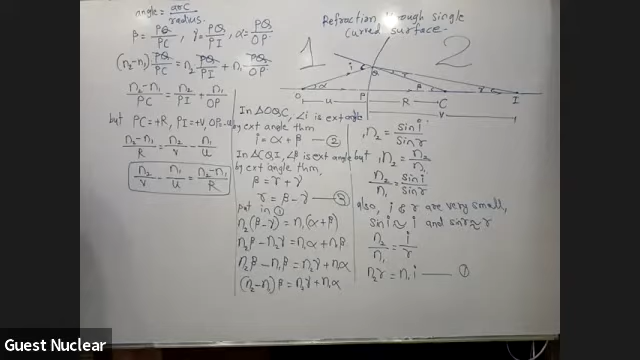 angle = arc / radius.
β = PQ/PC, γ = PQ/PI, α = PQ/OP
(n₂-n₁) PQ/PC = n₂ PQ/PI + n₁ PQ/OP
n₂-n₁/PC = n₂/PI + n₁/OP
but PC=+R, PI=+V, OP=-u
n₂-n₁/R = n₂/V - n₁/u
n₂/V - n₁/u = n₂-n₁/R
Refraction through single
curved surface.
1
2
i
Q
r
α
β
γ
O
P
C
I
u
R
V
In ΔOQC, ∠i is ext angle
by ext angle thm
i = α + β — ②
In ΔCQI, ∠β is ext angle
by ext angle thm,
β = r + γ
r = β - γ — ③
put in ①
n₂(β-γ) = n₁(α+β)
n₂β - n₂γ = n₁α + n₁β
n₂β - n₁β = n₂γ + n₁α
(n₂-n₁)β = n₂γ + n₁α
₁n₂ = sin i / sin r
but ₁n₂ = n₂/n₁
n₂/n₁ = sin i / sin r
also, i & r are very small,
sin i ≈ i and sin r ≈ r
n₂/n₁ = i/r
n₂r = n₁i — ①
Guest Nuclear